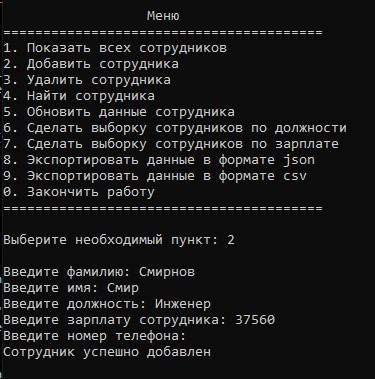 Меню
========================================
1. Показать всех сотрудников
2. Добавить сотрудника
3. Удалить сотрудника
4. Найти сотрудника
5. Обновить данные сотрудника
6. Сделать выборку сотрудников по должности
7. Сделать выборку сотрудников по зарплате
8. Экспортировать данные в формате json
9. Экспортировать данные в формате csv
0. Закончить работу
========================================
Выберите необходимый пункт: 2
Введите фамилию: Смирнов
Введите имя: Смир
Введите должность: Инженер
Введите зарплату сотрудника: 37560
Введите номер телефона:
Сотрудник успешно добавлен